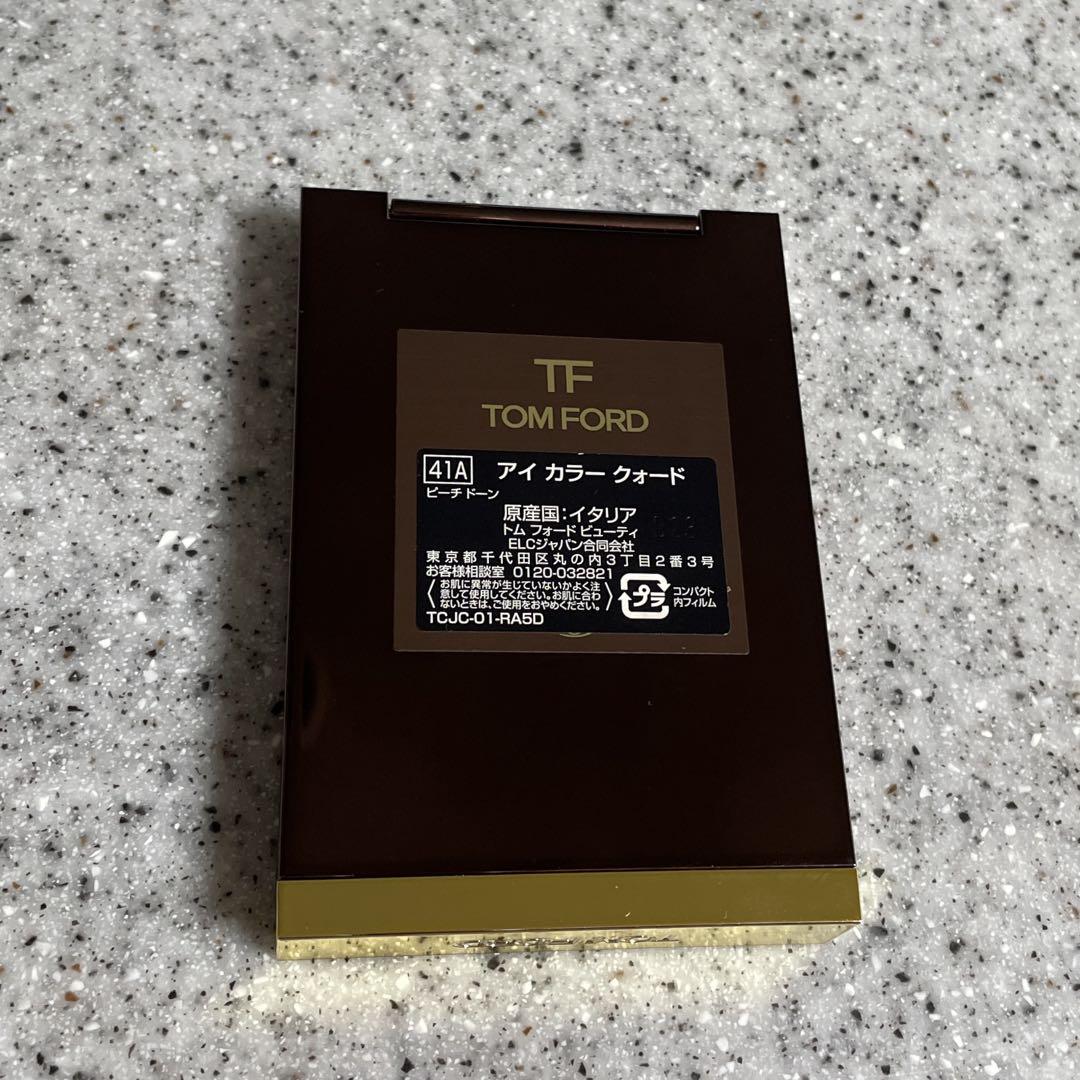 TF
TOM FORD
41A アイ カラー クォード
ピーチ ドーン
原産国:イタリア
トム フォード ビューティ
ELCジャパン合同会社
東京都千代田区丸の内3丁目2番3号
お客様相談室 0120-032821
お肌に異常が生じていないかよく注
意して使用してください。お肌に合わ
ないときは、ご使用をおやめください。
プラ
コンパクト
内フィルム
TCJC-01-RA5D